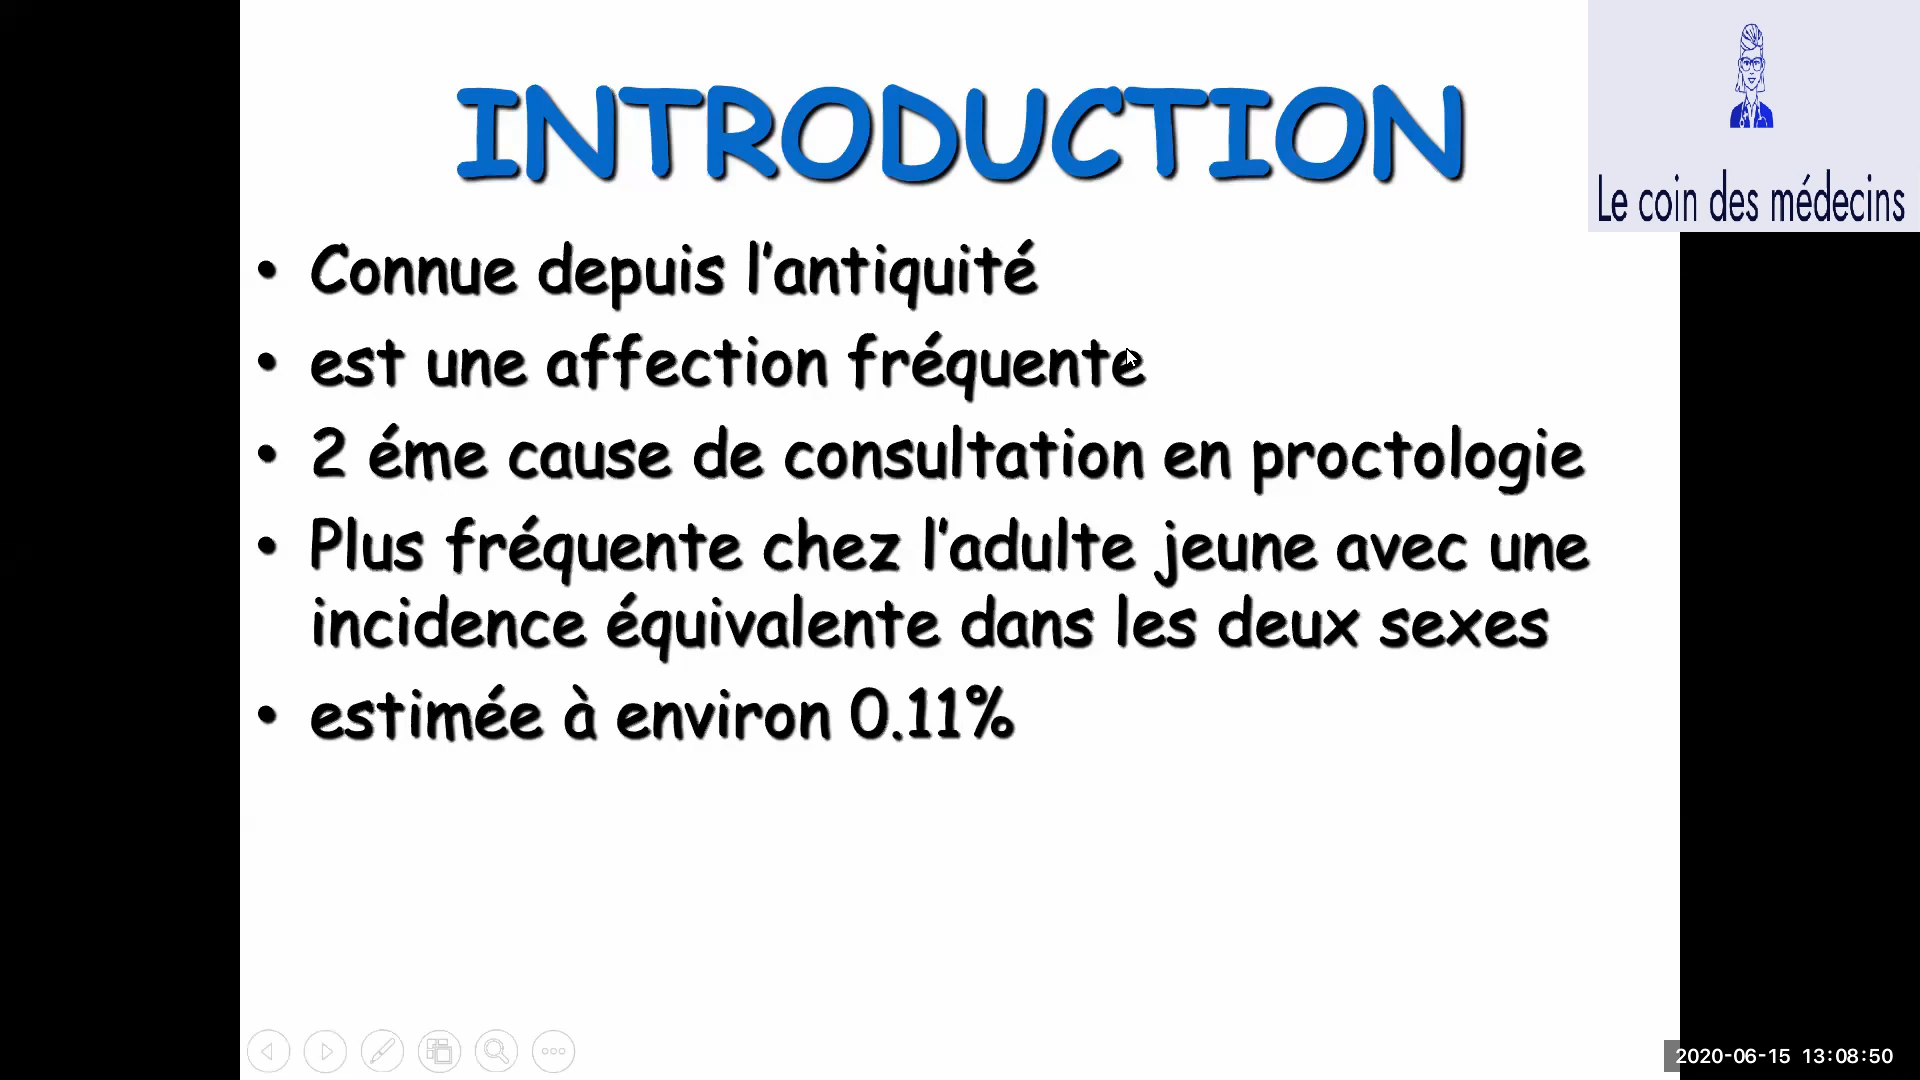 INTRODUCTION
Le coin des médecins
• Connue depuis l'antiquité
• est une affection fréquente
• 2 éme cause de consultation en proctologie
• Plus fréquente chez l'adulte jeune avec une
incidence équivalente dans les deux sexes
• estimée à environ 0.11%
2020-06-15 13:08:50